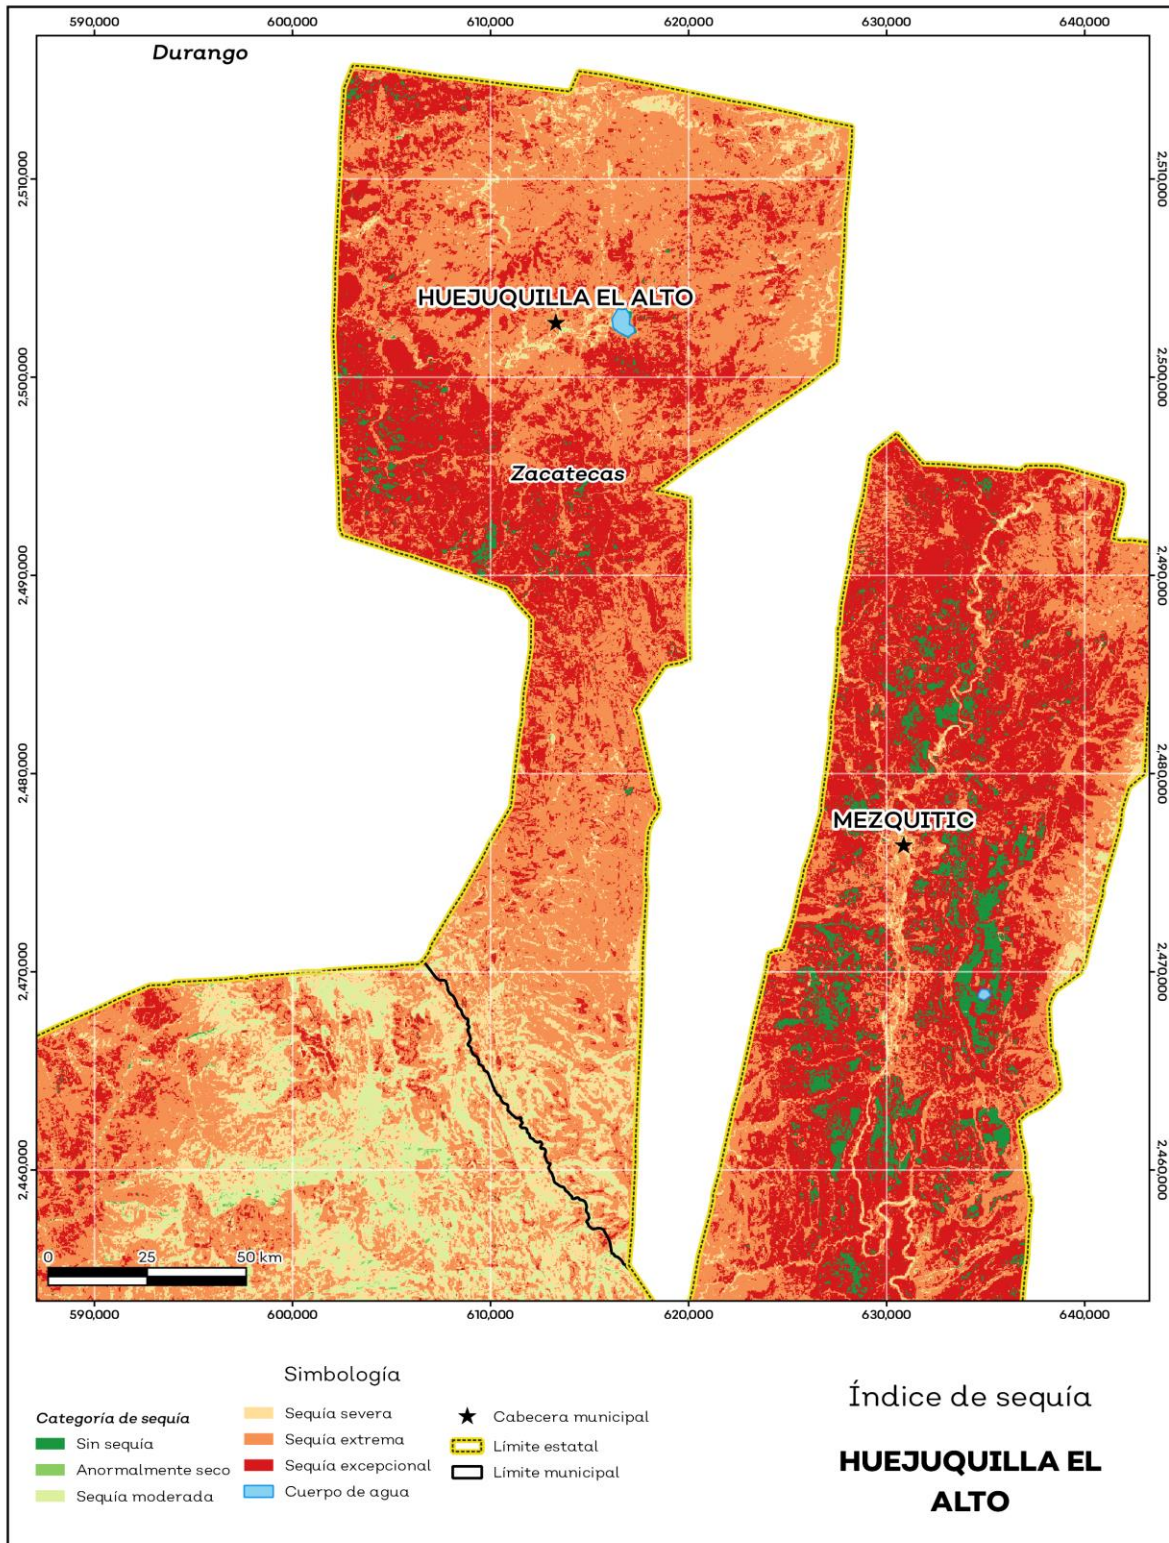 590,000
600,000
610,000
620,000
630,000
640,000
Durango
2,510,000
2,510,000
HUEJUQUILLA EL ALTO
2,500,000
2,500,000
Zacatecas
2,490,000
2,490,000
2,480,000
2,480,000
MEZQUITIC
2,470,000
2,470,000
2,460,000
2,460,000
0 25 50 km
590,000
600,000
610,000
620,000
630,000
640,000
Simbología
Categoría de sequía
Sin sequía
Anormalmente seco
Sequía moderada
Sequía severa
Sequía extrema
Sequía excepcional
Cuerpo de agua
Cabecera municipal
Límite estatal
Límite municipal
Índice de sequía
HUEJUQUILLA EL
ALTO